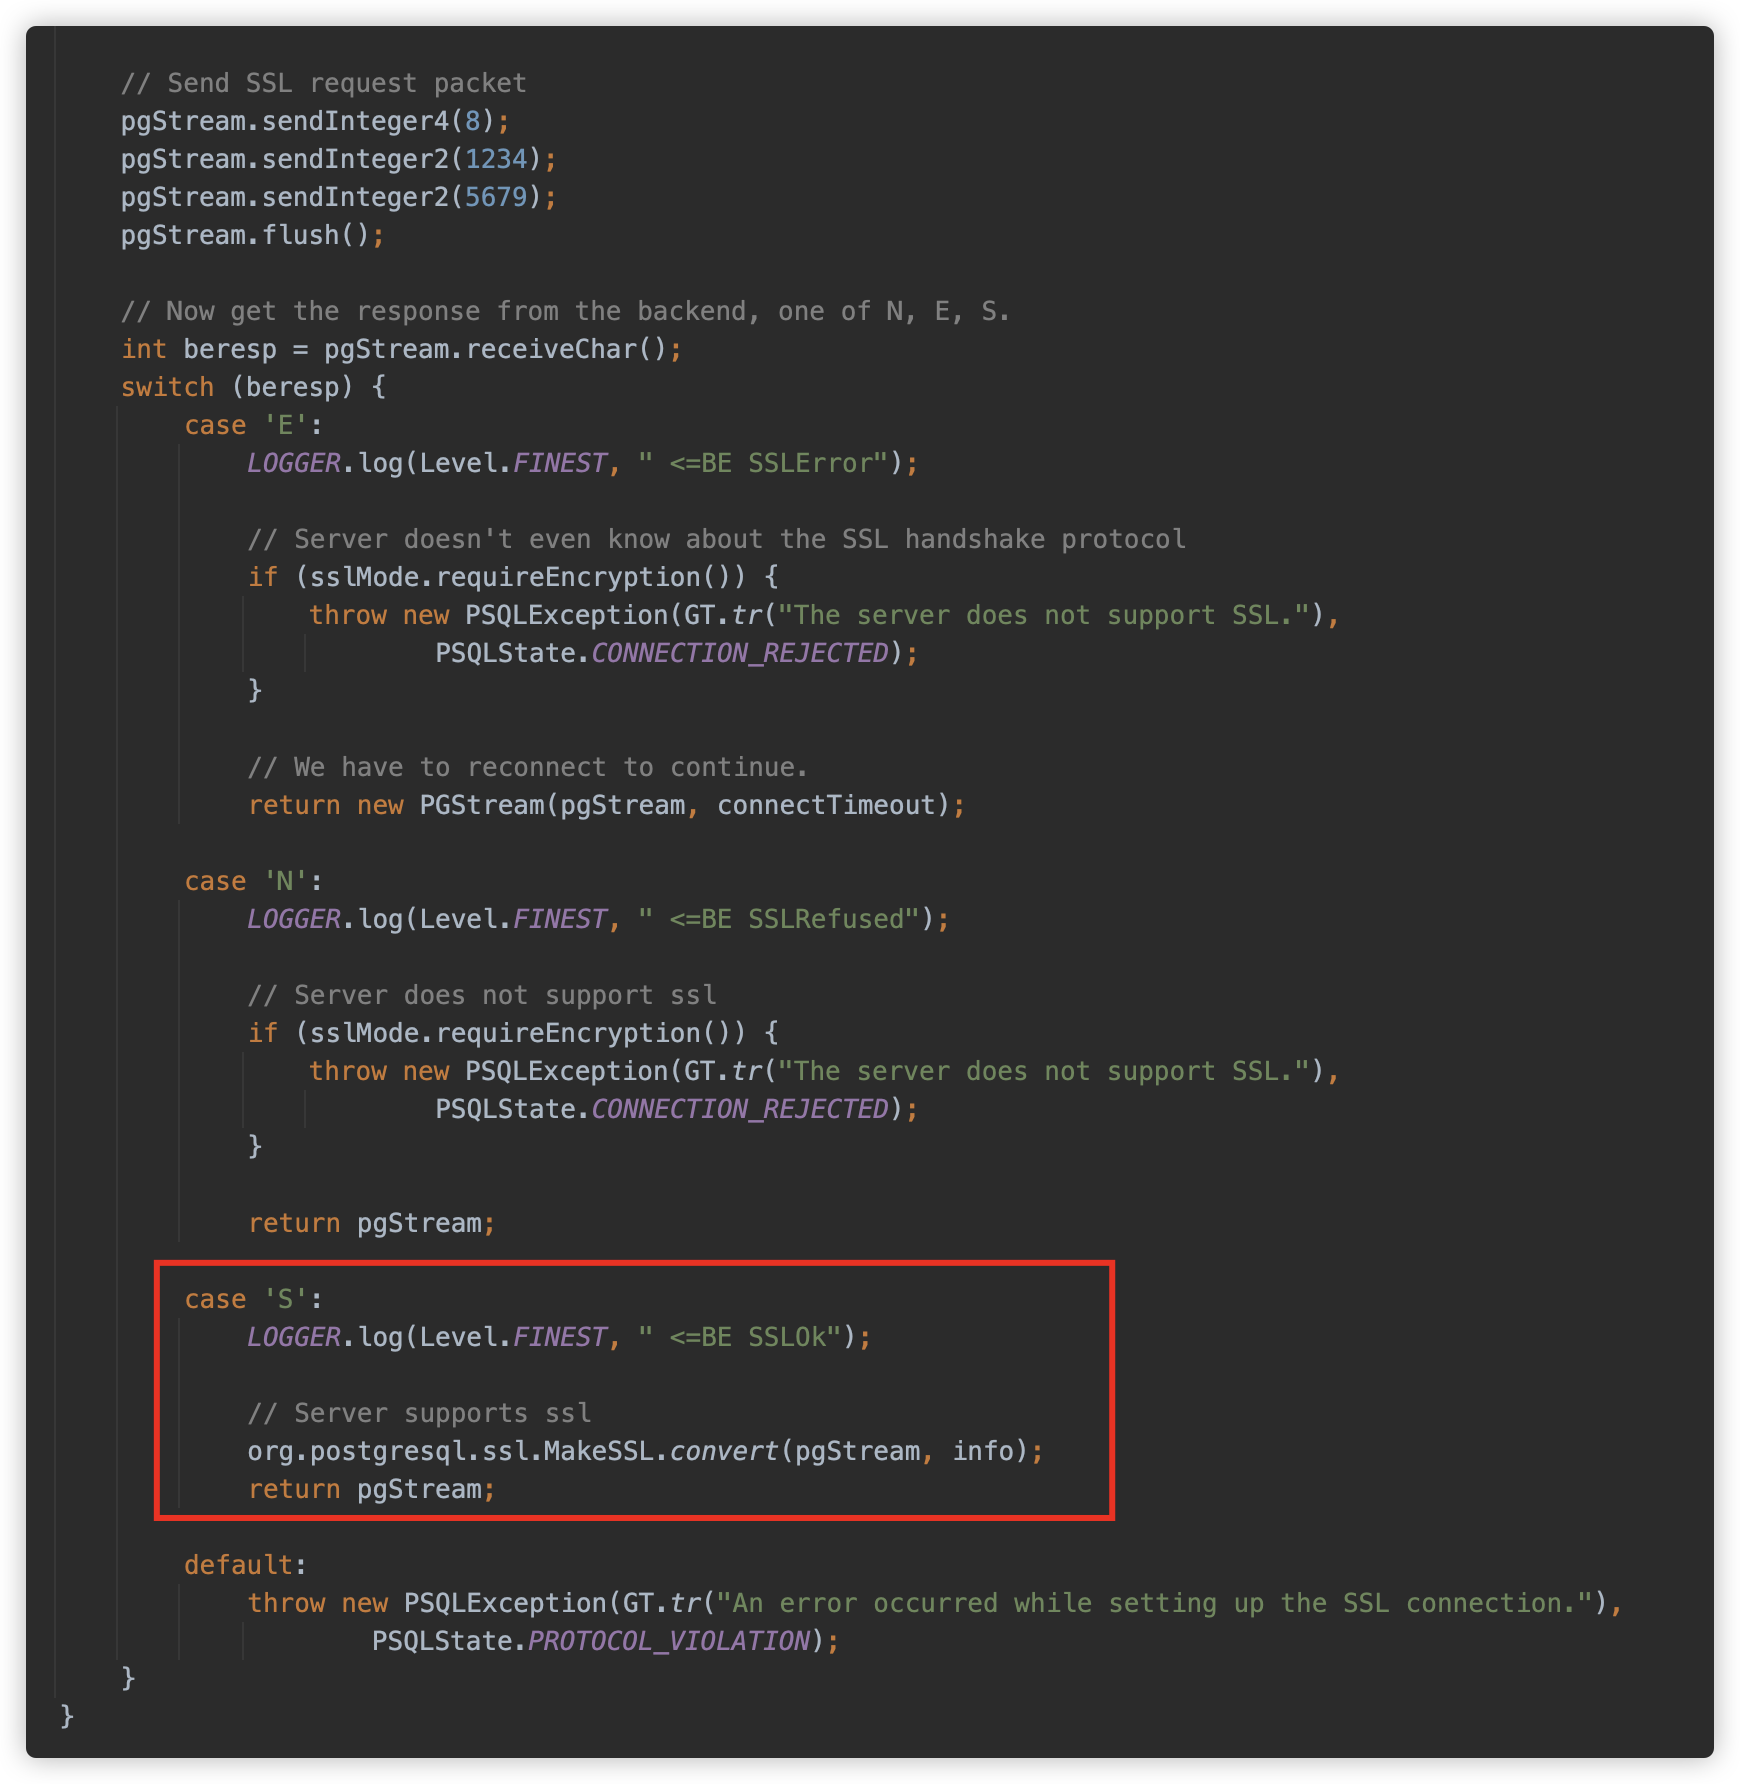 // Send SSL request packet
pgStream.sendInteger4(8);
pgStream.sendInteger2(1234);
pgStream.sendInteger2(5679);
pgStream.flush();
// Now get the response from the backend, one of N, E, S.
int beresp = pgStream.receiveChar();
switch (beresp) {
case 'E':
LOGGER.log(Level.FINEST, " <=BE SSLError");
// Server doesn't even know about the SSL handshake protocol
if (sslMode.requireEncryption()) {
throw new PSQLException(GT.tr("The server does not support SSL."),
PSQLState.CONNECTION_REJECTED);
}
// We have to reconnect to continue.
return new PGStream(pgStream, connectTimeout);
case 'N':
LOGGER.log(Level.FINEST, " <=BE SSLRefused");
// Server does not support ssl
if (sslMode.requireEncryption()) {
throw new PSQLException(GT.tr("The server does not support SSL."),
PSQLState.CONNECTION_REJECTED);
}
return pgStream;
case 'S':
LOGGER.log(Level.FINEST, " <=BE SSLOk");
// Server supports ssl
org.postgresql.ssl.MakeSSL.convert(pgStream, info);
return pgStream;
default:
throw new PSQLException(GT.tr("An error occurred while setting up the SSL connection."),
PSQLState.PROTOCOL_VIOLATION);
}
}